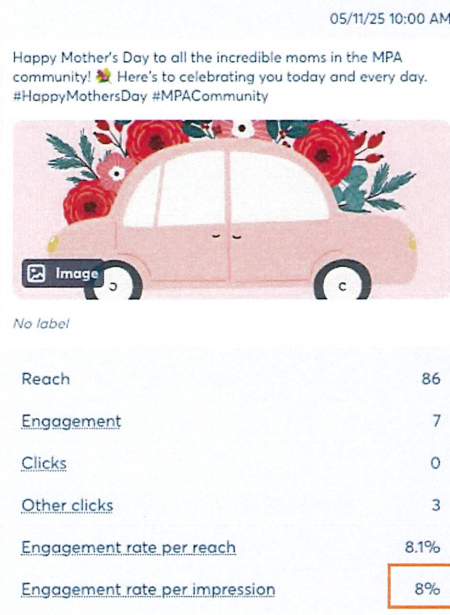 05/11/25 10:00 AM
Happy Mother's Day to all the incredible moms in the MPA
community! 💐 Here's to celebrating you today and every day.
#HappyMothersDay #MPACommunity
Image
No label
Reach 86
Engagement 7
Clicks 0
Other clicks 3
Engagement rate per reach 8.1%
Engagement rate per impression 8%